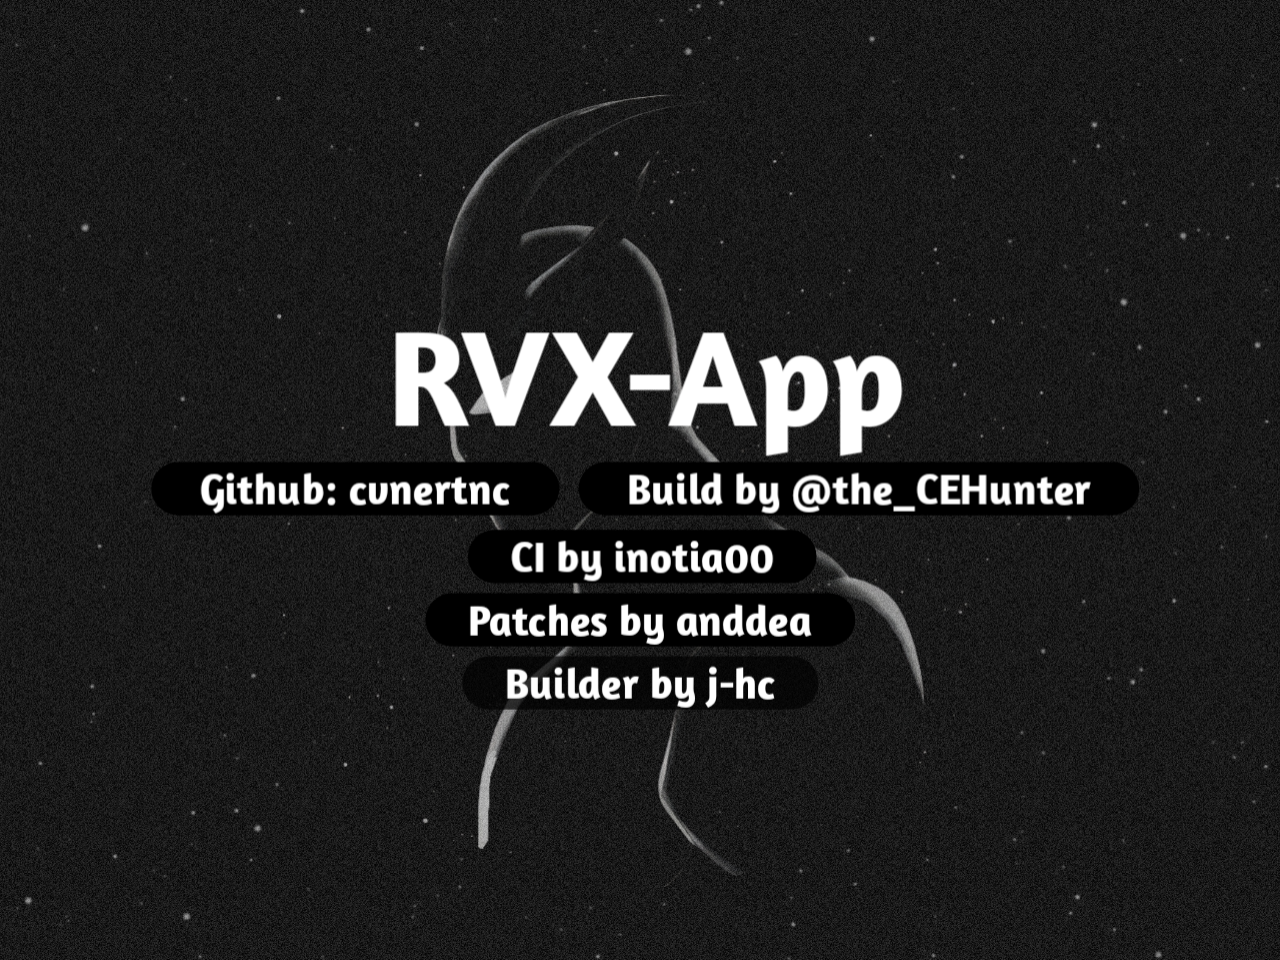 RVX-App
Github: cvnertnc
Build by @the_CEHunter
CI by inotia00
Patches by anddea
Builder by j-hc